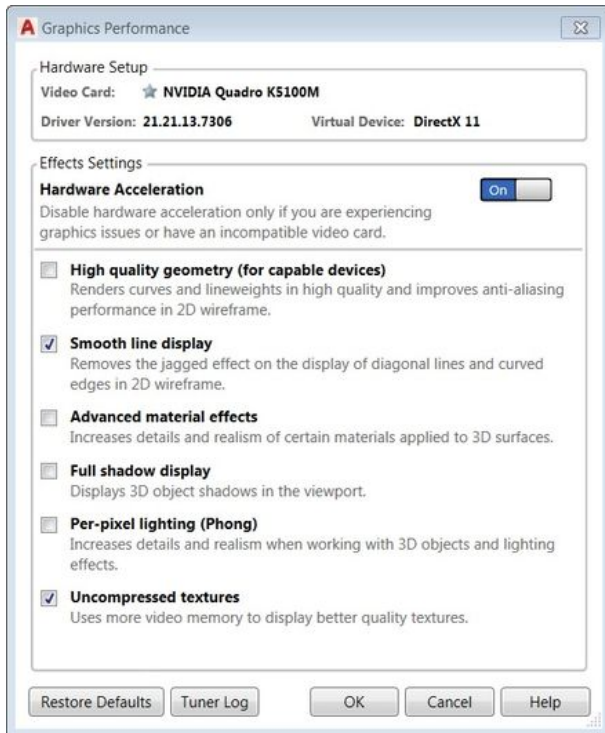 A Graphics Performance
Hardware Setup
Video Card: NVIDIA Quadro K5100M
Driver Version: 21.21.13.7306 Virtual Device: DirectX 11
Effects Settings
Hardware Acceleration On
Disable hardware acceleration only if you are experiencing
graphics issues or have an incompatible video card.
High quality geometry (for capable devices)
Renders curves and lineweights in high quality and improves anti-aliasing
performance in 2D wireframe.
Smooth line display
Removes the jagged effect on the display of diagonal lines and curved
edges in 2D wireframe.
Advanced material effects
Increases details and realism of certain materials applied to 3D surfaces.
Full shadow display
Displays 3D object shadows in the viewport.
Per-pixel lighting (Phong)
Increases details and realism when working with 3D objects and lighting
effects.
Uncompressed textures
Uses more video memory to display better quality textures.
Restore Defaults Tuner Log OK Cancel Help